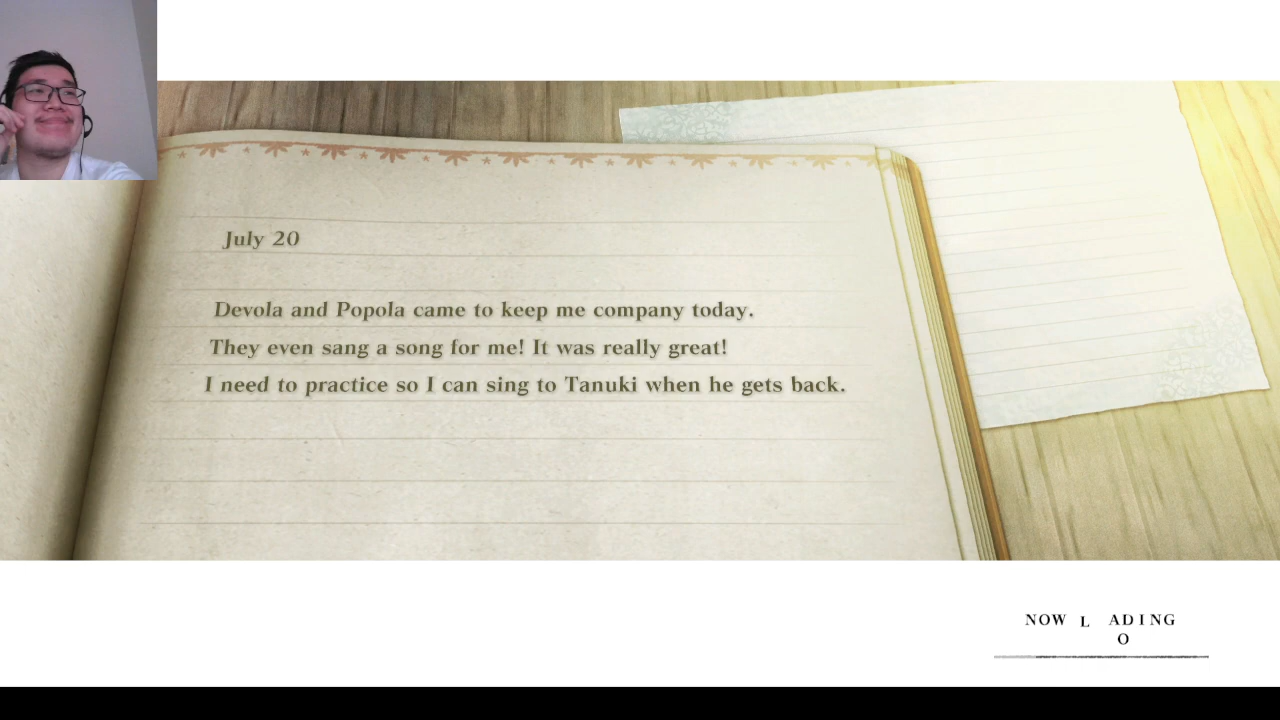 July 20
Devola and Popola came to keep me company today.
They even sang a song for me! It was really great!
I need to practice so I can sing to Tanuki when he gets back.
NOW LOADING